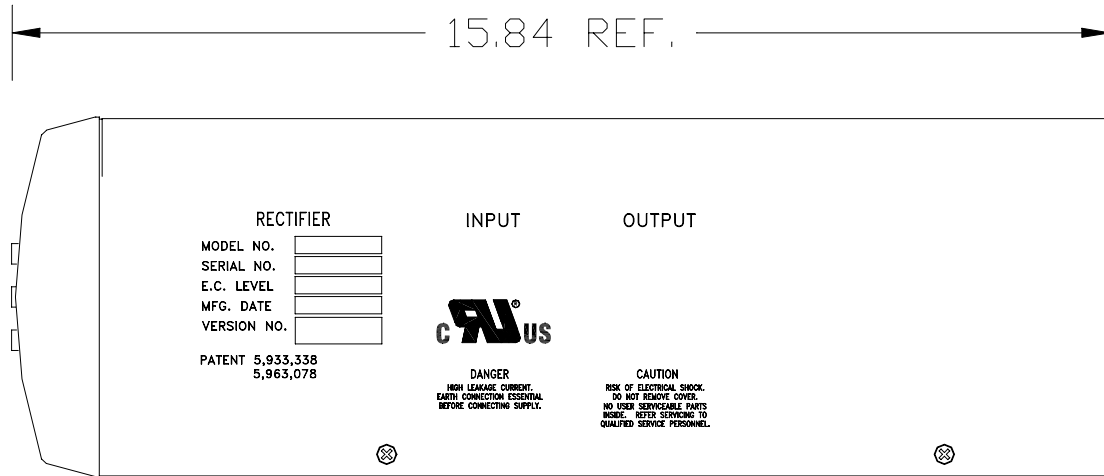 15.84 REF.
RECTIFIER
MODEL NO.
SERIAL NO.
E.C. LEVEL
MFG. DATE
VERSION NO.
PATENT 5,933,338
5,963,078
INPUT
C RU® US
DANGER
HIGH LEAKAGE CURRENT.
EARTH CONNECTION ESSENTIAL
BEFORE CONNECTING SUPPLY.
OUTPUT
CAUTION
RISK OF ELECTRICAL SHOCK.
DO NOT REMOVE COVER.
NO USER SERVICEABLE PARTS
INSIDE. REFER SERVICING TO
QUALIFIED SERVICE PERSONNEL.